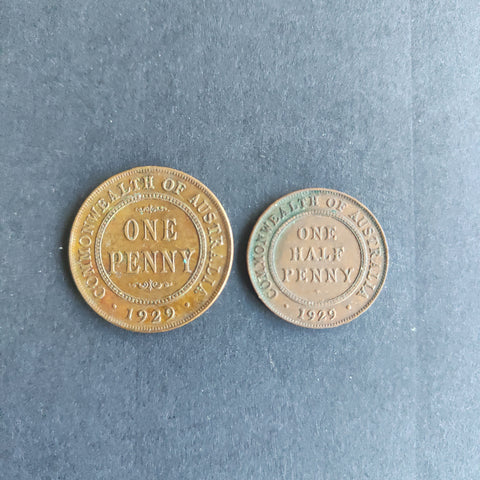 COMMONWEALTH OF AUSTRALIA
ONE
PENNY
1929
COMMONWEALTH OF AUSTRALIA
ONE
HALF
PENNY
1929